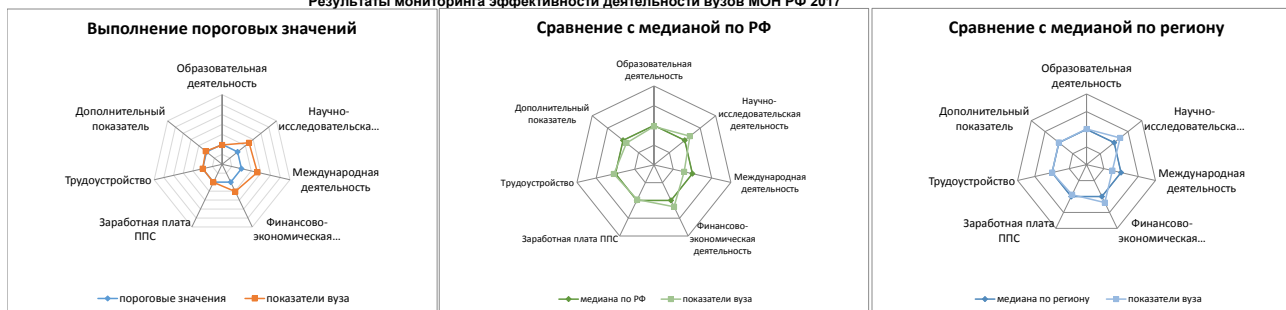 Результаты мониторинга эффективности деятельности вузов МОН РФ 2017
Выполнение пороговых значений
Образовательная
деятельность
Научно-
исследовательска...
Международная
деятельность
Финансово-
экономическая...
Заработная плата
ППС
Трудоустройство
Дополнительный
показатель
пороговые значения
показатели вуза
Сравнение с медианой по РФ
Образовательная
деятельность
Научно-
исследовательская
деятельность
Международная
деятельность
Финансово-
экономическая
деятельность
Заработная плата ППС
Трудоустройство
Дополнительный
показатель
медиана по РФ
показатели вуза
Сравнение с медианой по региону
Образовательная
деятельность
Научно-
исследовательска...
Международная
деятельность
Финансово-
экономическая...
Заработная плата
ППС
Трудоустройство
Дополнительный
показатель
медиана по региону
показатели вуза